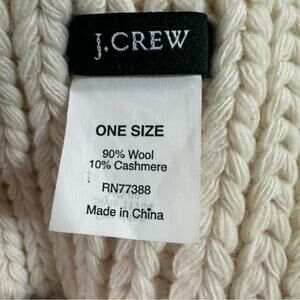 J.CREW
ONE SIZE
90% Wool
10% Cashmere
RN77388
Made in China